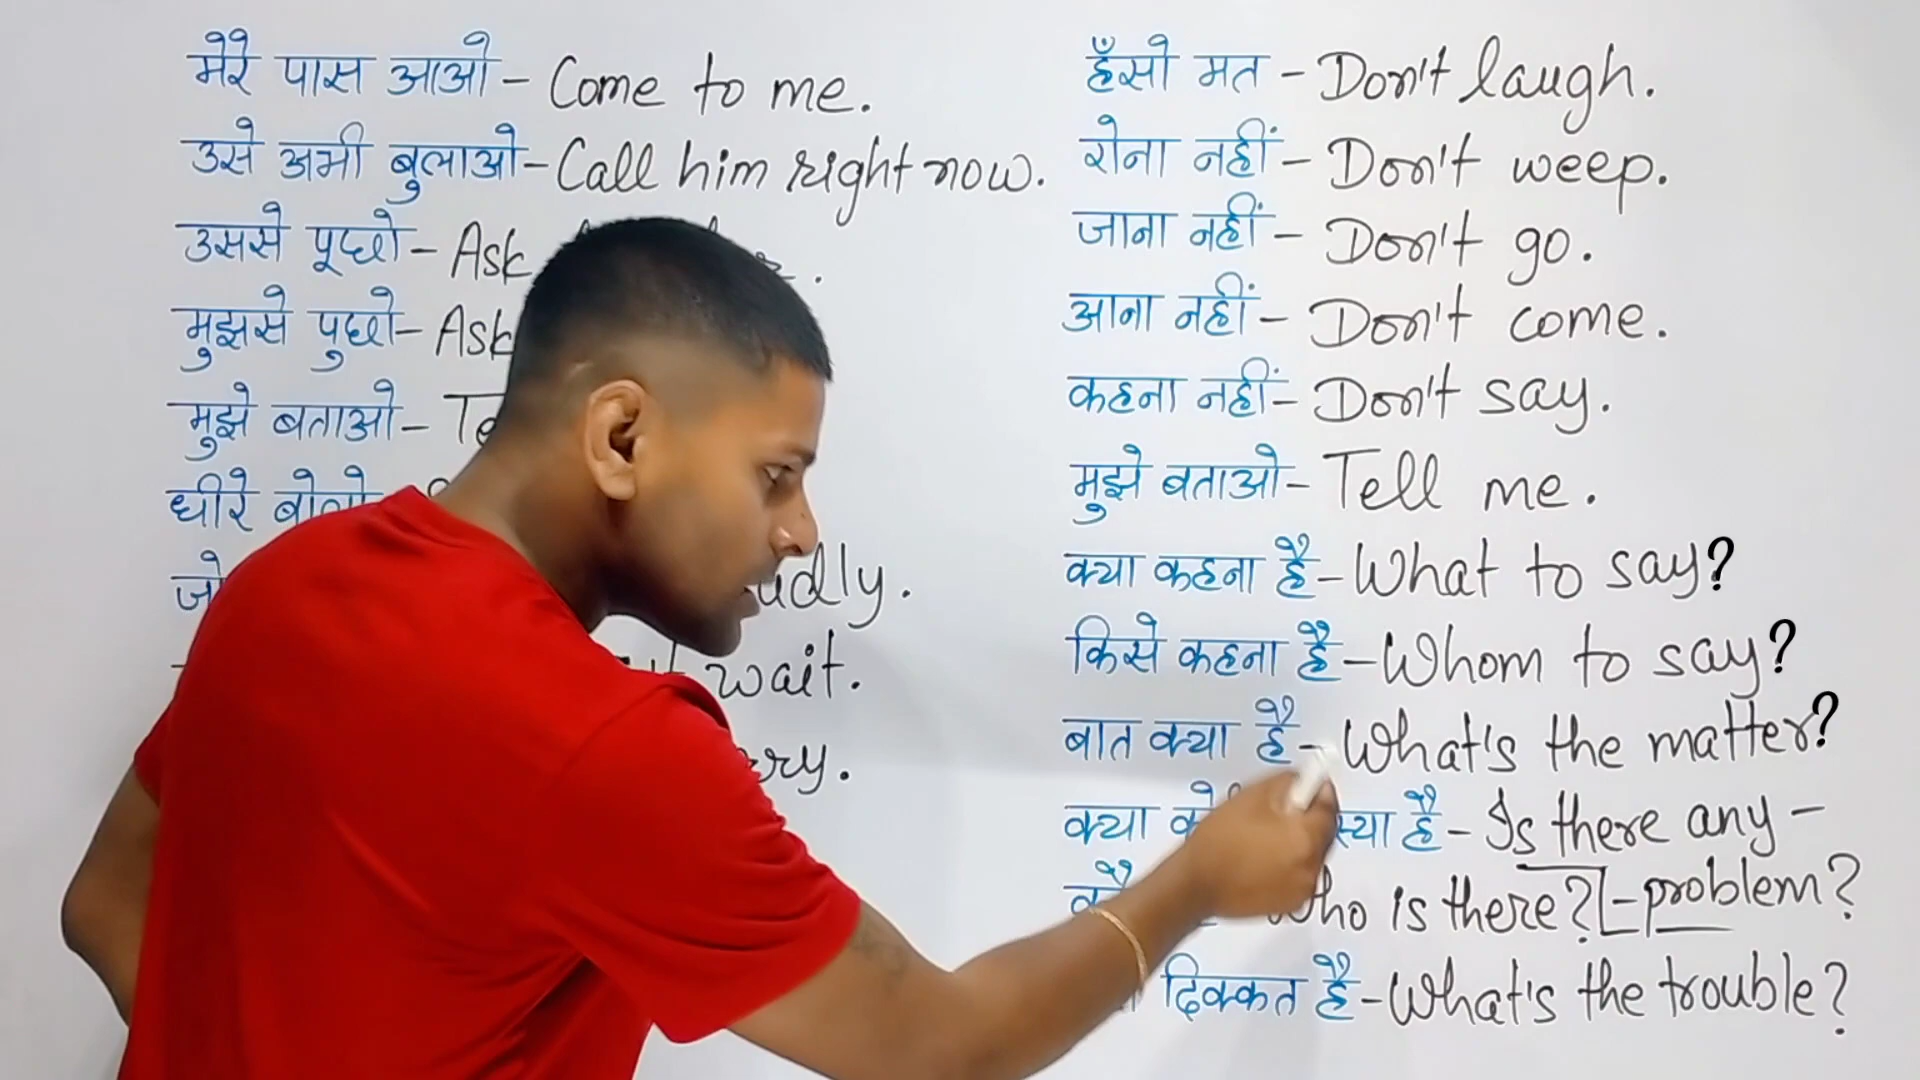 मेरे पास आओ - Come to me.
उसे अभी बुलाओ - Call him right now.
उससे पूछो - Ask
मुझसे पुछो - Ask
मुझे बताओ -
धीरे
wait.
हँसो मत - Don't laugh.
रोना नहीं - Don't weep.
जाना नहीं - Don't go.
आना नहीं - Don't come.
कहना नहीं - Don't say.
मुझे बताओ - Tell me.
क्या कहना है - What to say?
किसे कहना है - Whom to say?
बात क्या है - What's the matter?
क्या है - Is there any -
Who is there? - problem?
दिक्कत है - What's the trouble?